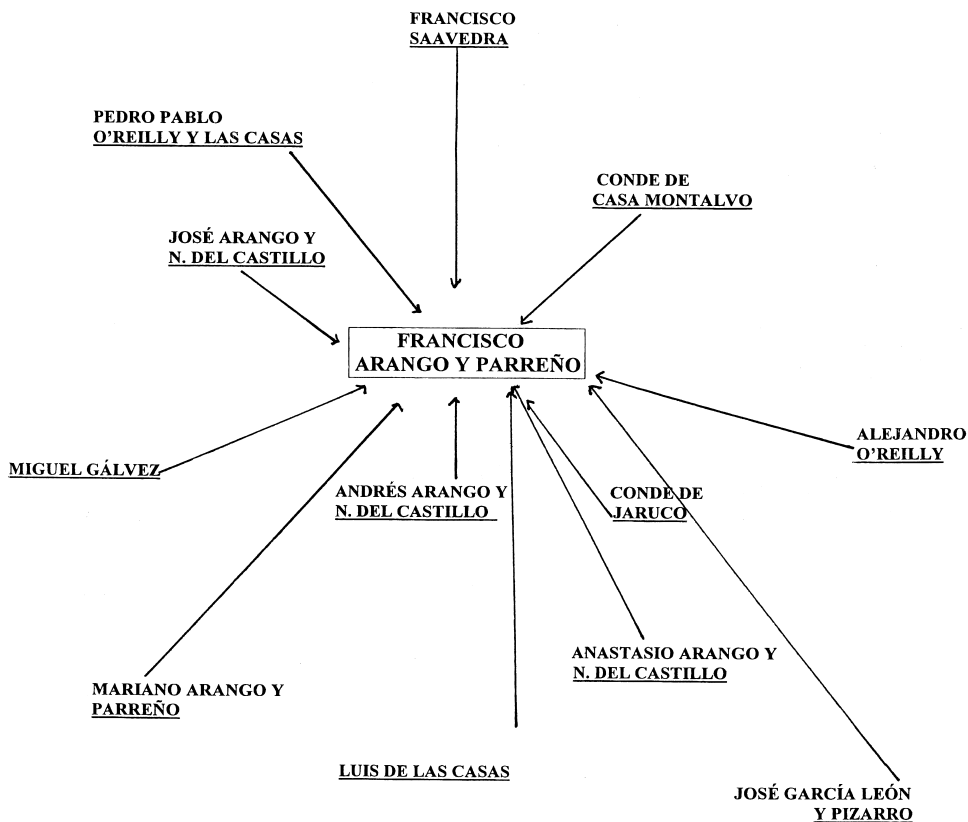 FRANCISCO
SAAVEDRA
PEDRO PABLO
O'REILLY Y LAS CASAS
CONDE DE
CASA MONTALVO
JOSÉ ARANGO Y
N. DEL CASTILLO
FRANCISCO
ARANGO Y PARREÑO
ALEJANDRO
O'REILLY
MIGUEL GÁLVEZ
ANDRÉS ARANGO Y
N. DEL CASTILLO
CONDE DE
JARUCO
ANASTASIO ARANGO Y
N. DEL CASTILLO
MARIANO ARANGO Y
PARREÑO
LUIS DE LAS CASAS
JOSÉ GARCÍA LEÓN
Y PIZARRO